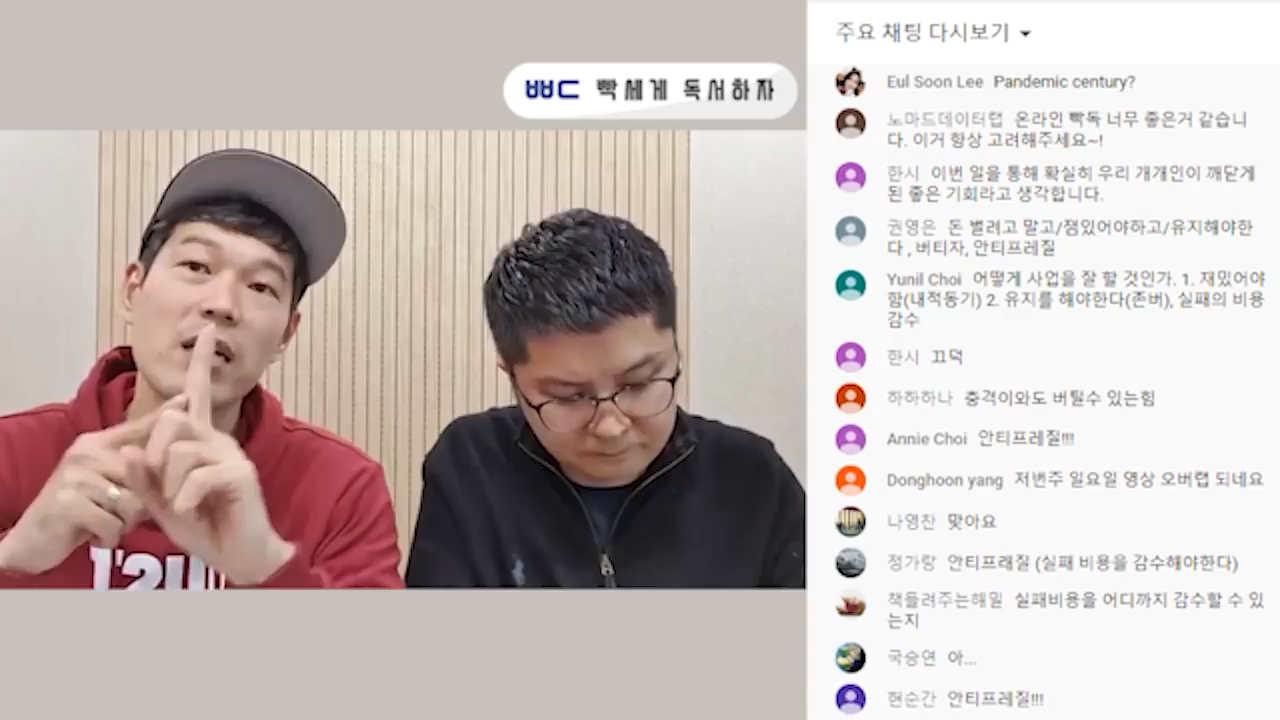 주요 채팅 다시보기
ㅃㄷ 빡세게 독서하자
Eul Soon Lee Pandemic century?
노마드데이터랩 온라인 빡독 너무 좋은거 같습니
다. 이거 항상 고려해주세요~!
한시 이번 일을 통해 확실히 우리 개개인이 깨닫게
된 좋은 기회라고 생각합니다.
권영은 돈 벌려고 말고/잼있어야하고/유지해야한
다 , 버티자, 안티프레질
Yunil Choi 어떻게 사업을 잘 할 것인가. 1. 재밌어야
함(내적동기) 2. 유지를 해야한다(존버), 실패의 비용
감수
한시 끄덕
하하하나 충격이와도 버틸수 있는힘
Annie Choi 안티프레질!!!
Donghoon yang 저번주 일요일 영상 오버랩 되네요
나영찬 맞아요
정가랑 안티프래질 (실패 비용을 감수해야한다)
책들려주는해밀 실패비용을 어디까지 감수할 수 있
는지
국승연 아...
현순간 안티프레질!!!